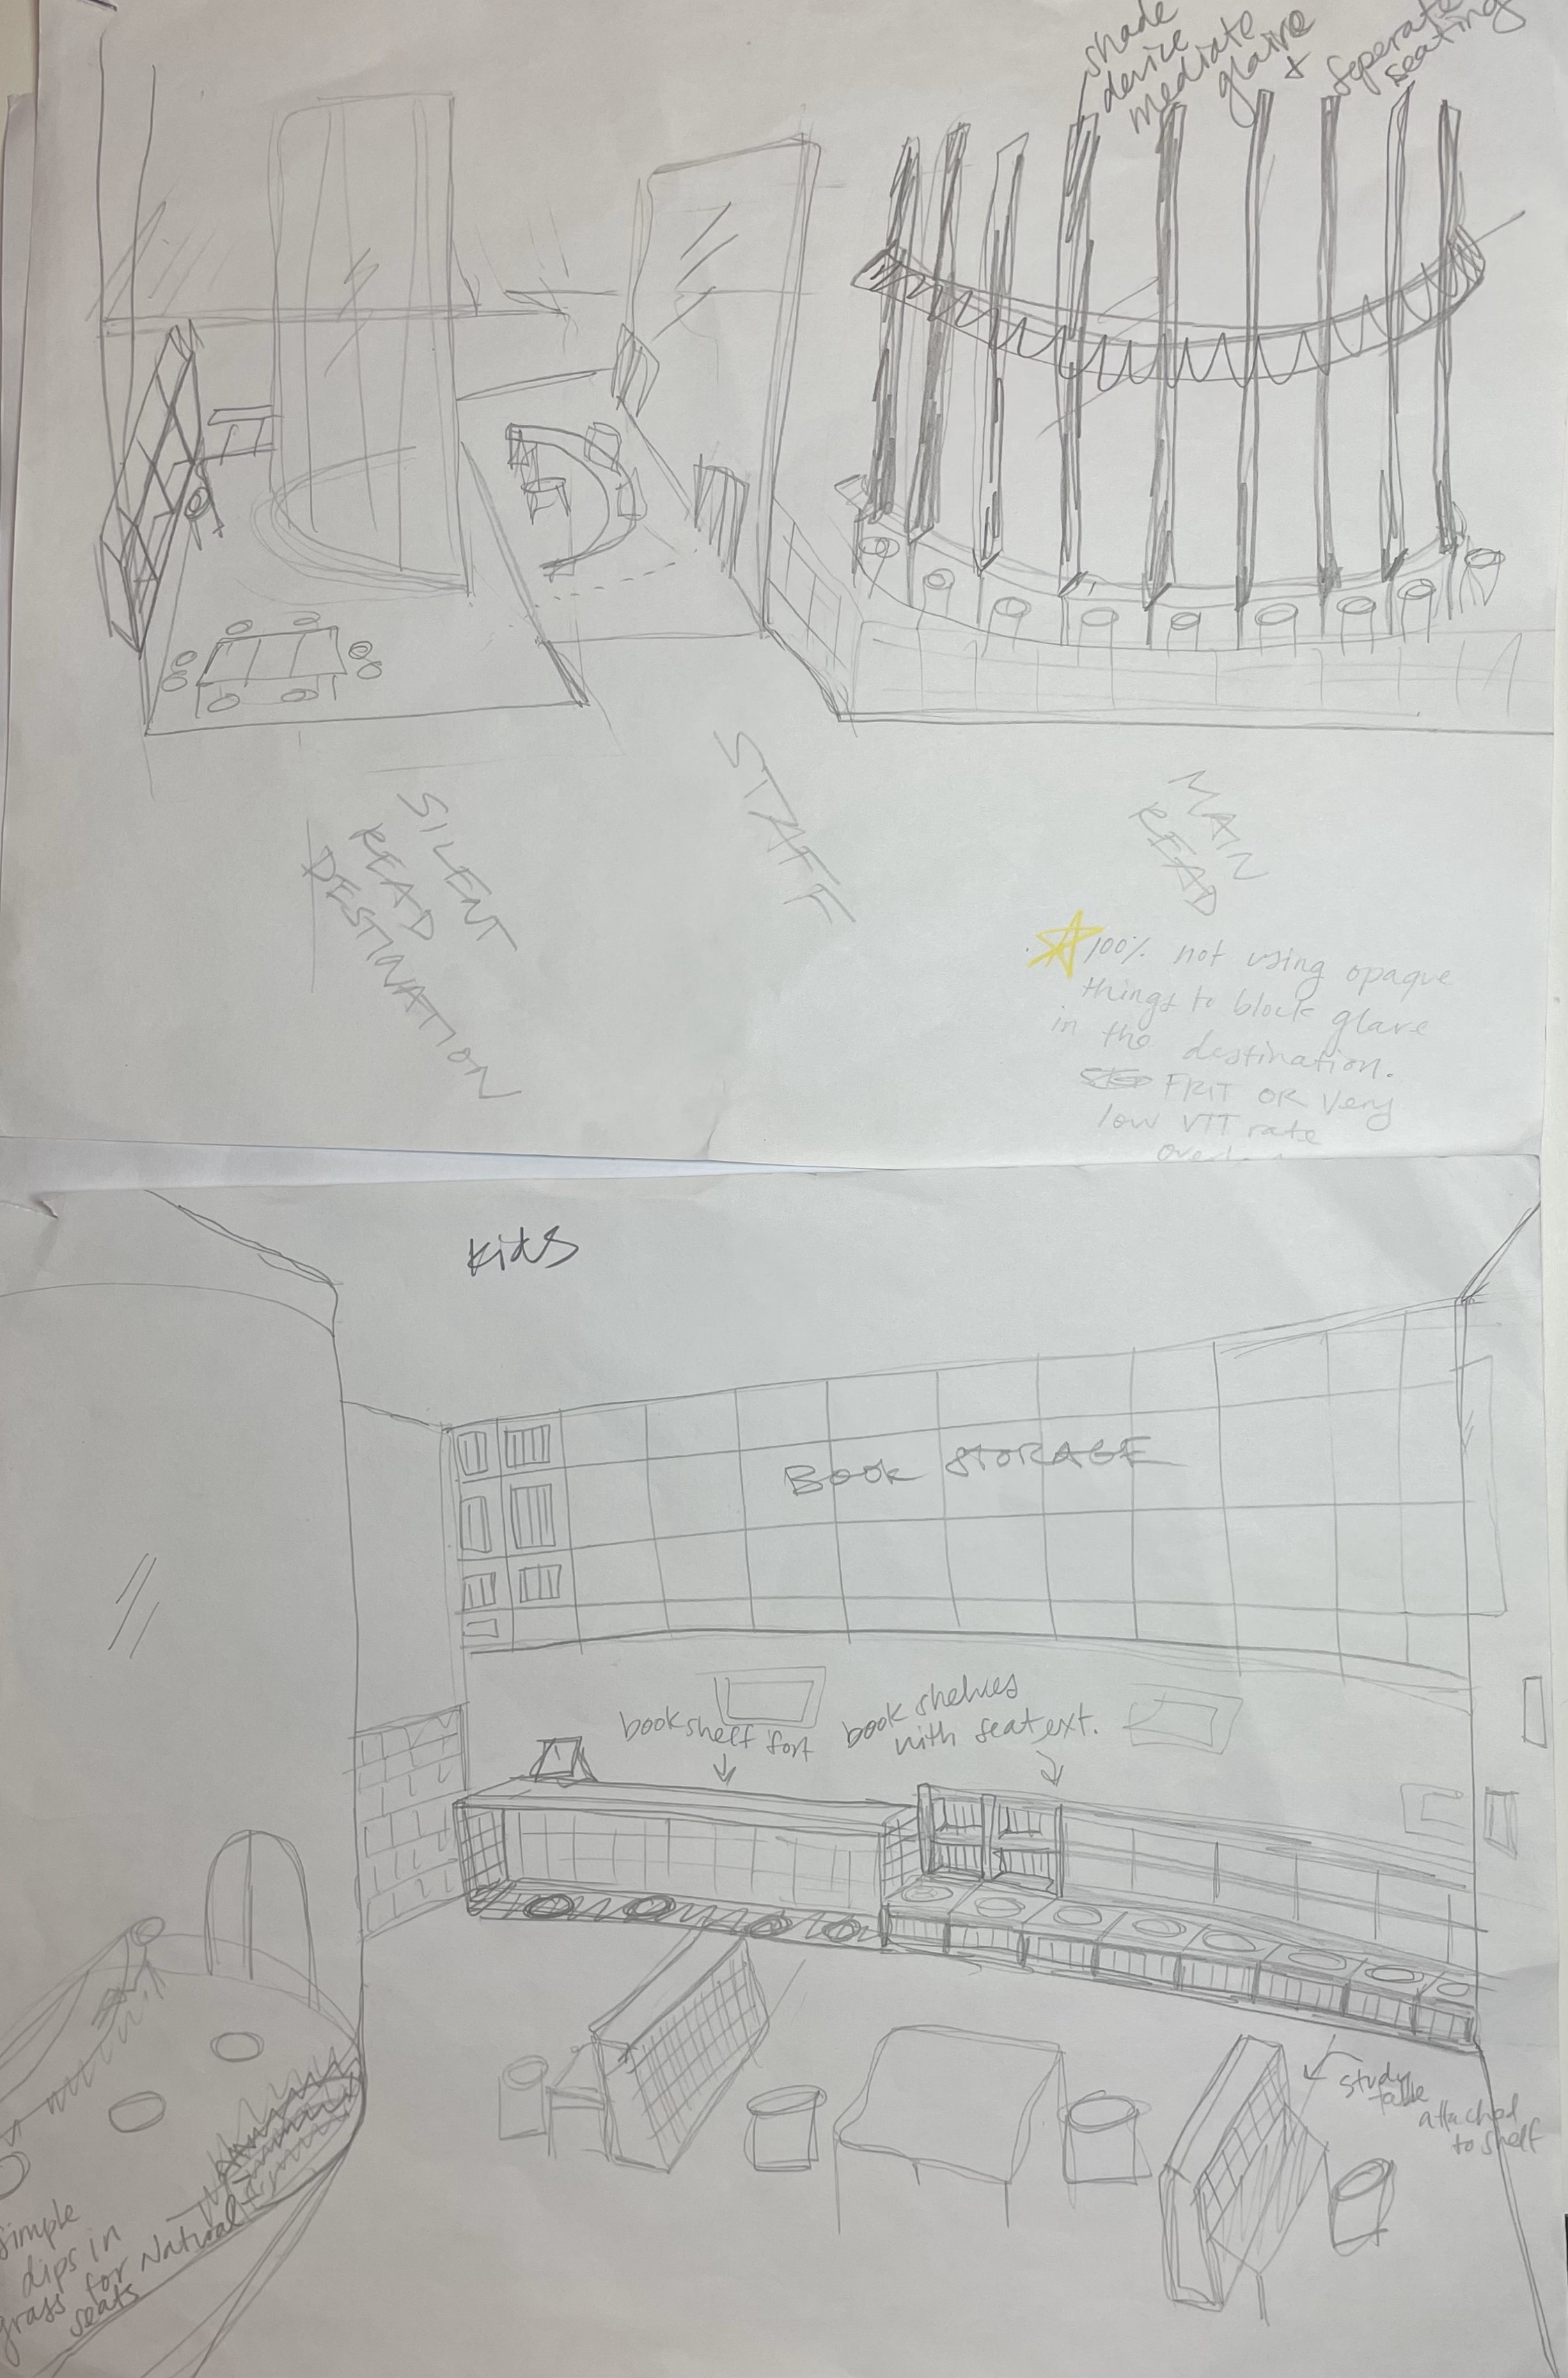 shade
device
mediate
glaire
+
seperate
seating
SILENT
READ
DESTINATION
STAFF
MAIN
READ
100% not using opaque
things to block glare
in the destination.
FRIT OR Very
low VTT rate
Kids
BOOK STORAGE
book shelf fort
book shelves
with seat ext.
study
table
attached
to shelf
simple
dips in
grass for Natural
seats